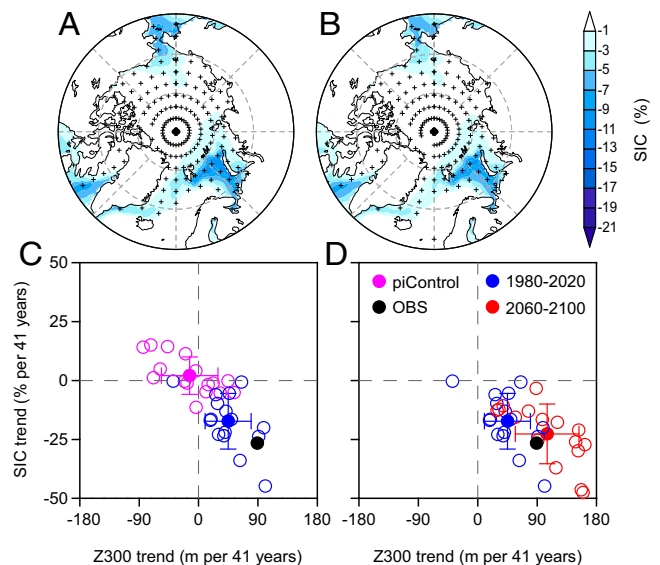 A
B
-1
-3
-5
-7
-9
-11
-13
-15
-17
-19
-21
SIC (%)
C
D
50
25
0
-25
-50
SIC trend (% per 41 years)
piControl
OBS
1980-2020
2060-2100
-180
-90
0
90
180
-180
-90
0
90
180
Z300 trend (m per 41 years)
Z300 trend (m per 41 years)